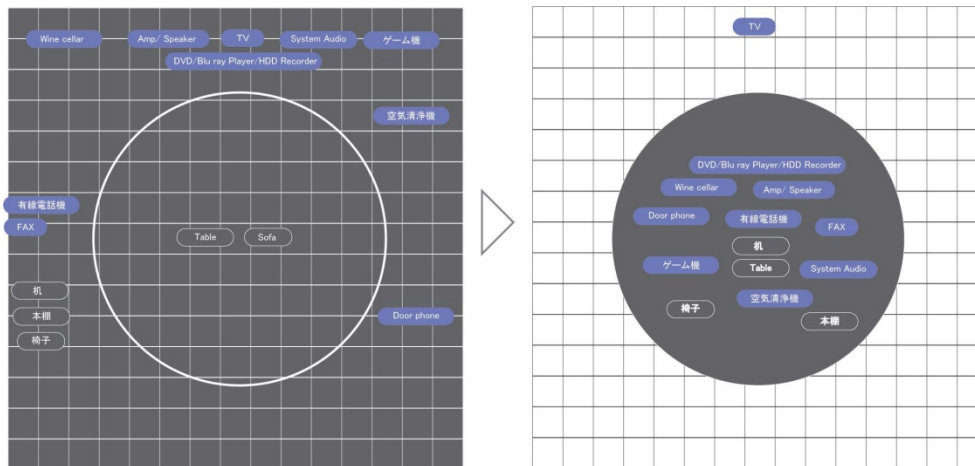 Wine cellar
Amp/ Speaker
TV
System Audio
ゲーム機
DVD/Blu ray Player/HDD Recorder
空気清浄機
有線電話機
FAX
Table
Sofa
机
本棚
椅子
Door phone
TV
DVD/Blu ray Player/HDD Recorder
Wine cellar
Amp/ Speaker
Door phone
有線電話機
FAX
机
ゲーム機
Table
System Audio
空気清浄機
椅子
本棚